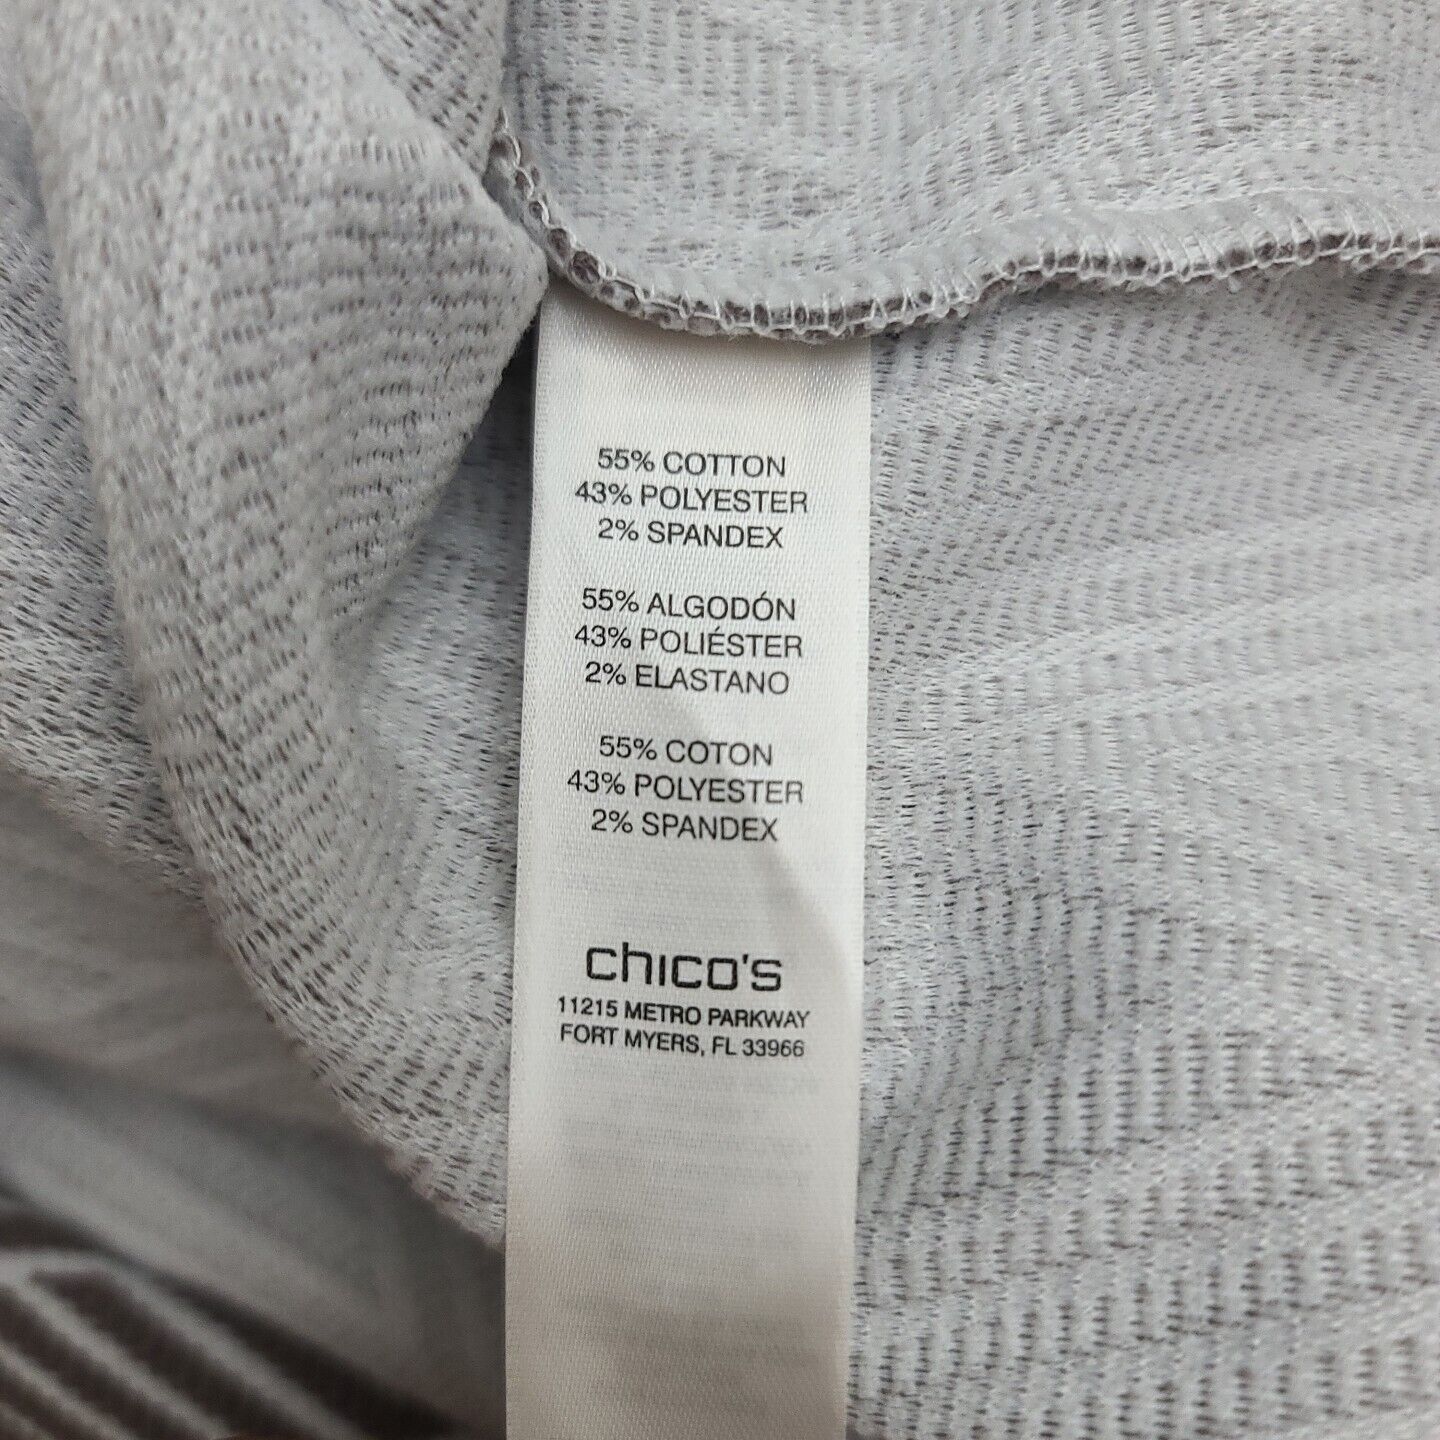 55% COTTON
43% POLYESTER
2% SPANDEX
55% ALGODÓN
43% POLIÉSTER
2% ELASTANO
55% COTON
43% POLYESTER
2% SPANDEX
chico's
11215 METRO PARKWAY
FORT MYERS, FL 33966